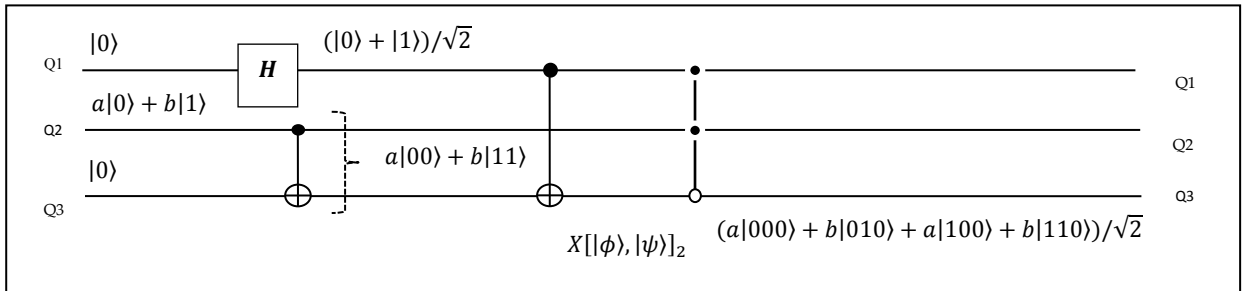 |0⟩
(|0⟩ + |1⟩)/√2
Q1
H
Q1
a|0⟩ + b|1⟩
Q2
a|00⟩ + b|11⟩
Q2
|0⟩
Q3
Q3
X[|ϕ⟩, |ψ⟩]₂
(a|000⟩ + b|010⟩ + a|100⟩ + b|110⟩)/√2